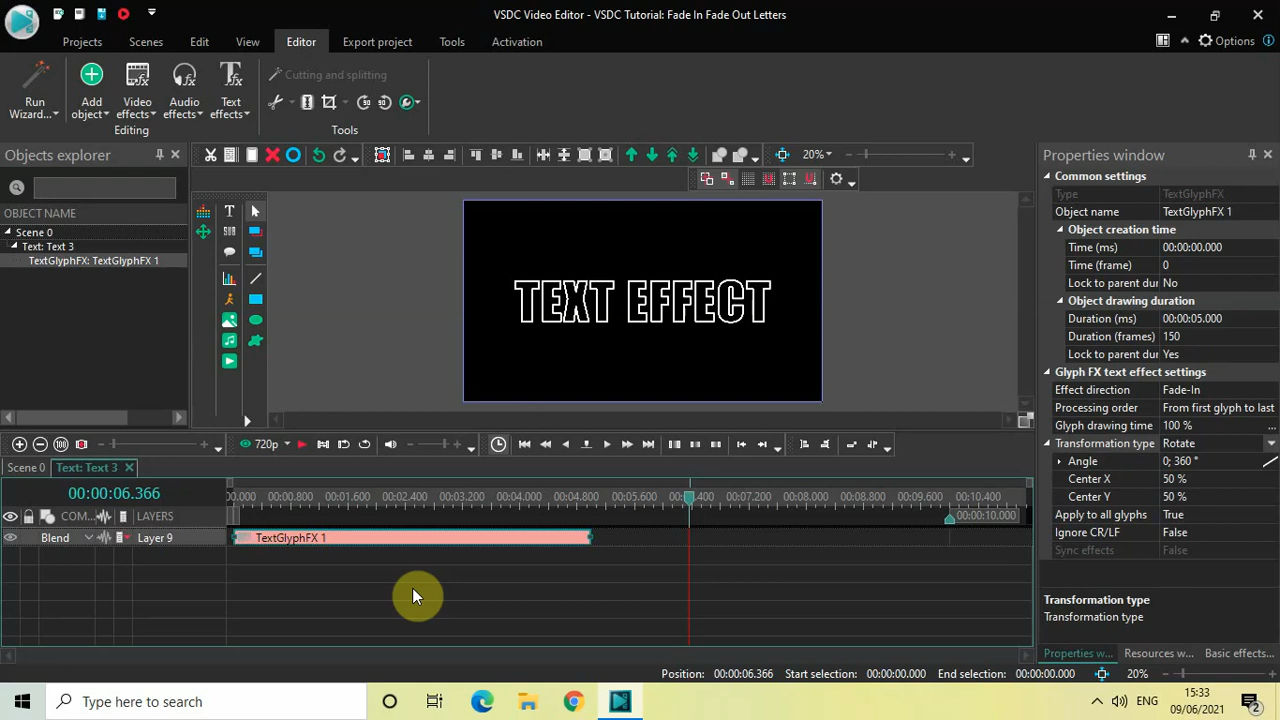 VSDC Video Editor - VSDC Tutorial: Fade In Fade Out Letters
Projects Scenes Edit View Editor Export project Tools Activation
Options
Run Wizard...
Add object
Video effects
Audio effects
Text effects
Cutting and splitting
Editing
Tools
Objects explorer
20%
OBJECT NAME
Scene 0
Text: Text 3
TextGlyphFX: TextGlyphFX 1
TEXT EFFECT
Properties window
Common settings
Type TextGlyphFX
Object name TextGlyphFX 1
Object creation time
Time (ms) 00:00:00.000
Time (frame) 0
Lock to parent dur No
Object drawing duration
Duration (ms) 00:00:05.000
Duration (frames) 150
Lock to parent dur Yes
Glyph FX text effect settings
Effect direction Fade-In
Processing order From first glyph to last
Glyph drawing time 100 % ...
Transformation type Rotate
Angle 0; 360 °
Center X 50 %
Center Y 50 %
Apply to all glyphs True
Ignore CR/LF False
Sync effects False
Transformation type
Transformation type
Properties w... Resources w... Basic effects...
720p
Scene 0 Text: Text 3
00:00:06.366
0.000 00:00.800 00:01.600 00:02.400 00:03.200 00:04.000 00:04.800 00:05.600 .400 00:07.200 00:08.000 00:08.800 00:09.600 00:10.400
COM... LAYERS
00:00:10.000
Blend Layer 9 TextGlyphFX 1
Position: 00:00:06.366 Start selection: 00:00:00.000 End selection: 00:00:00.000 20%
Type here to search
ENG
15:33
09/06/2021
2